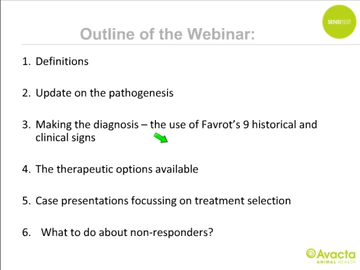 Outline of the Webinar:
1. Definitions
2. Update on the pathogenesis
3. Making the diagnosis – the use of Favrot's 9 historical and
clinical signs
4. The therapeutic options available
5. Case presentations focussing on treatment selection
6. What to do about non-responders?
Avacta
ANIMAL HEALTH